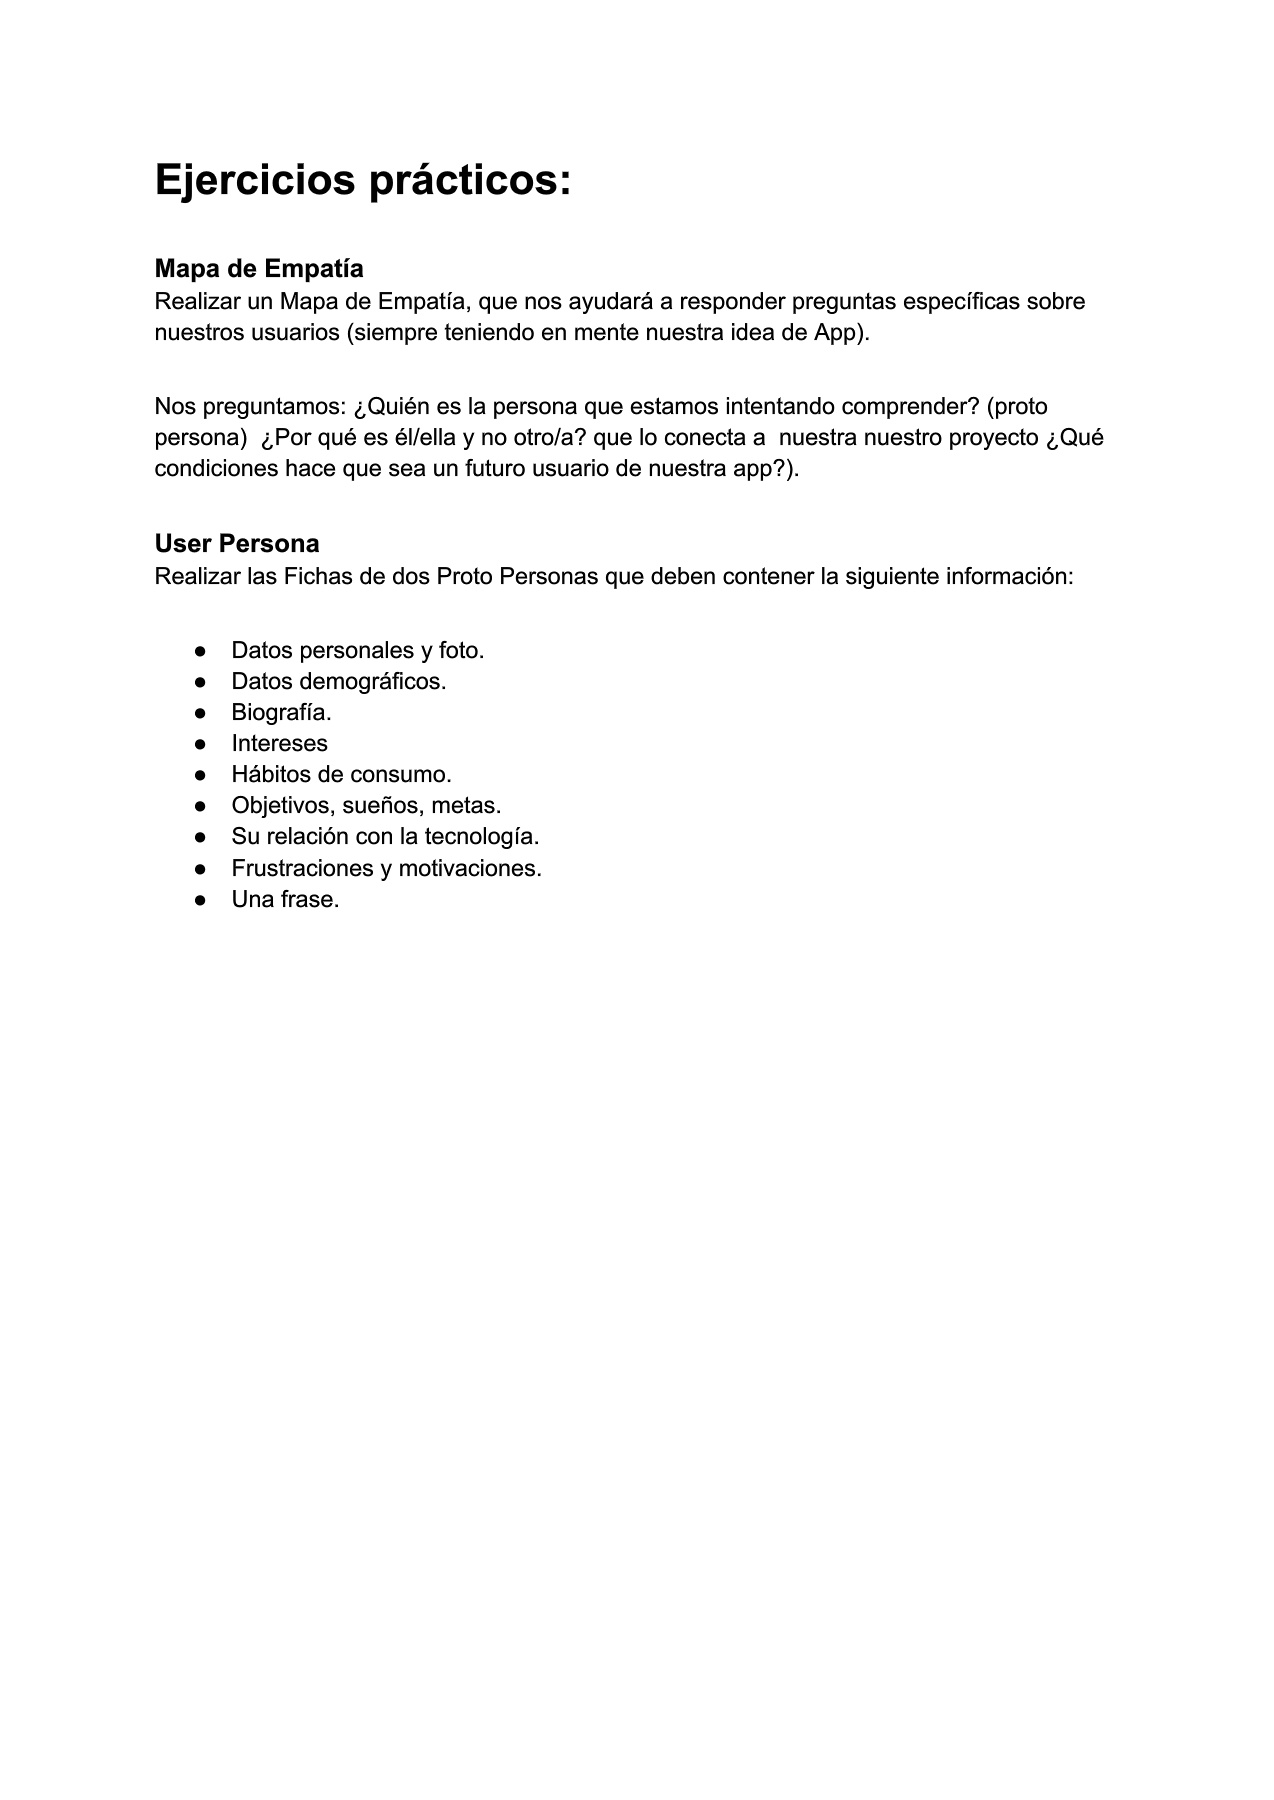 Ejercicios prácticos:
Mapa de Empatía
Realizar un Mapa de Empatía, que nos ayudará a responder preguntas específicas sobre
nuestros usuarios (siempre teniendo en mente nuestra idea de App).
Nos preguntamos: ¿Quién es la persona que estamos intentando comprender? (proto
persona)  ¿Por qué es él/ella y no otro/a? que lo conecta a  nuestra nuestro proyecto ¿Qué
condiciones hace que sea un futuro usuario de nuestra app?).
User Persona
Realizar las Fichas de dos Proto Personas que deben contener la siguiente información:
● Datos personales y foto.
● Datos demográficos.
● Biografía.
● Intereses
● Hábitos de consumo.
● Objetivos, sueños, metas.
● Su relación con la tecnología.
● Frustraciones y motivaciones.
● Una frase.